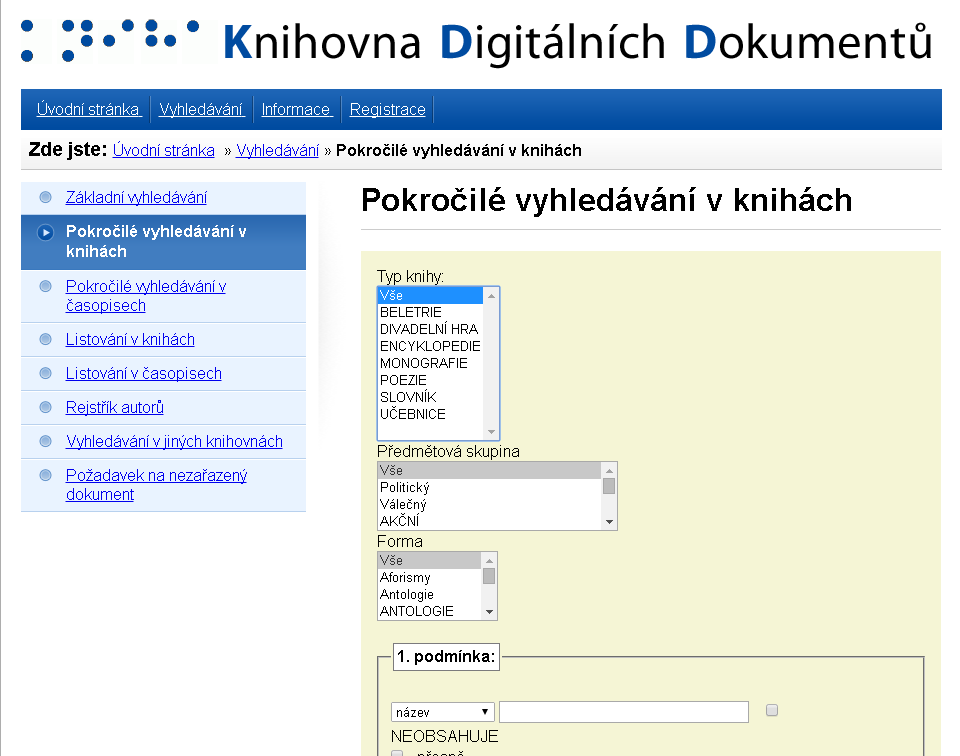 Knihovna Digitálních Dokumentů
Úvodní stránka Vyhledávání Informace Registrace
Zde jste: Úvodní stránka » Vyhledávání » Pokročilé vyhledávání v knihách
Základní vyhledávání
Pokročilé vyhledávání v
knihách
Pokročilé vyhledávání v
časopisech
Listování v knihách
Listování v časopisech
Rejstřík autorů
Vyhledávání v jiných knihovnách
Požadavek na nezařazený
dokument
Pokročilé vyhledávání v knihách
Typ knihy:
Vše
BELETRIE
DIVADELNÍ HRA
ENCYKLOPEDIE
MONOGRAFIE
POEZIE
SLOVNÍK
UČEBNICE
Předmětová skupina
Vše
Politický
Válečný
AKČNÍ
Forma
Vše
Aforismy
Antologie
ANTOLOGIE
1. podmínka:
název
NEOBSAHUJE
přesně